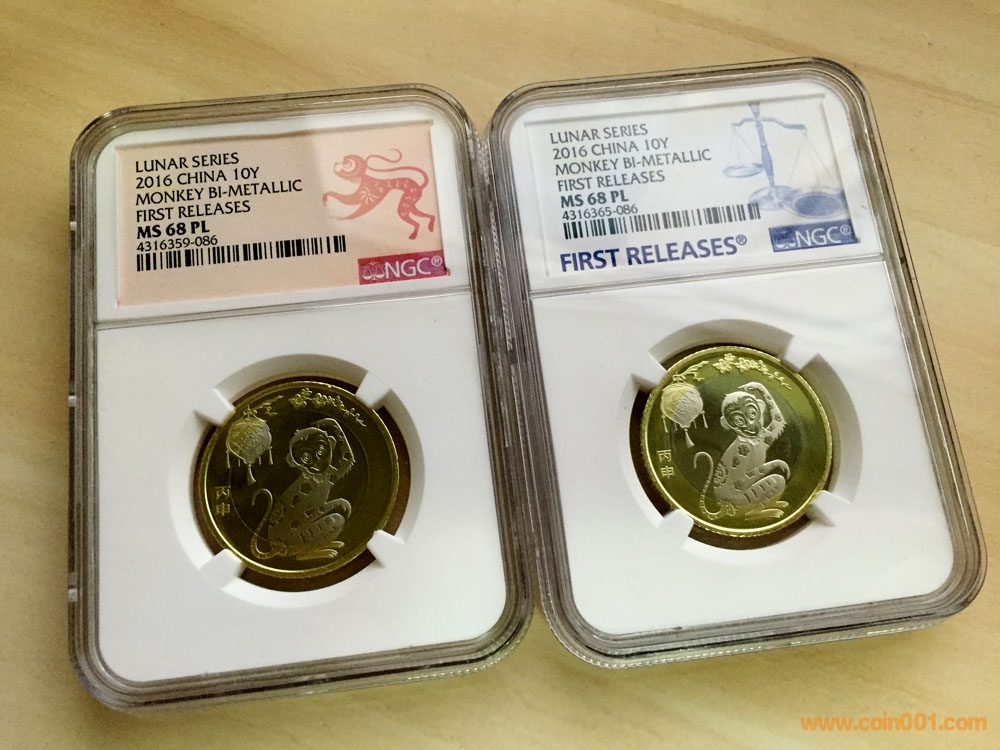 LUNAR SERIES
2016 CHINA 10Y
MONKEY BI-METALLIC
FIRST RELEASES
MS 68 PL
4316359-086
NGC®
丙申
LUNAR SERIES
2016 CHINA 10Y
MONKEY BI-METALLIC
FIRST RELEASES
MS 68 PL
4316365-086
FIRST RELEASES®
NGC®
丙申
www.coin001.com